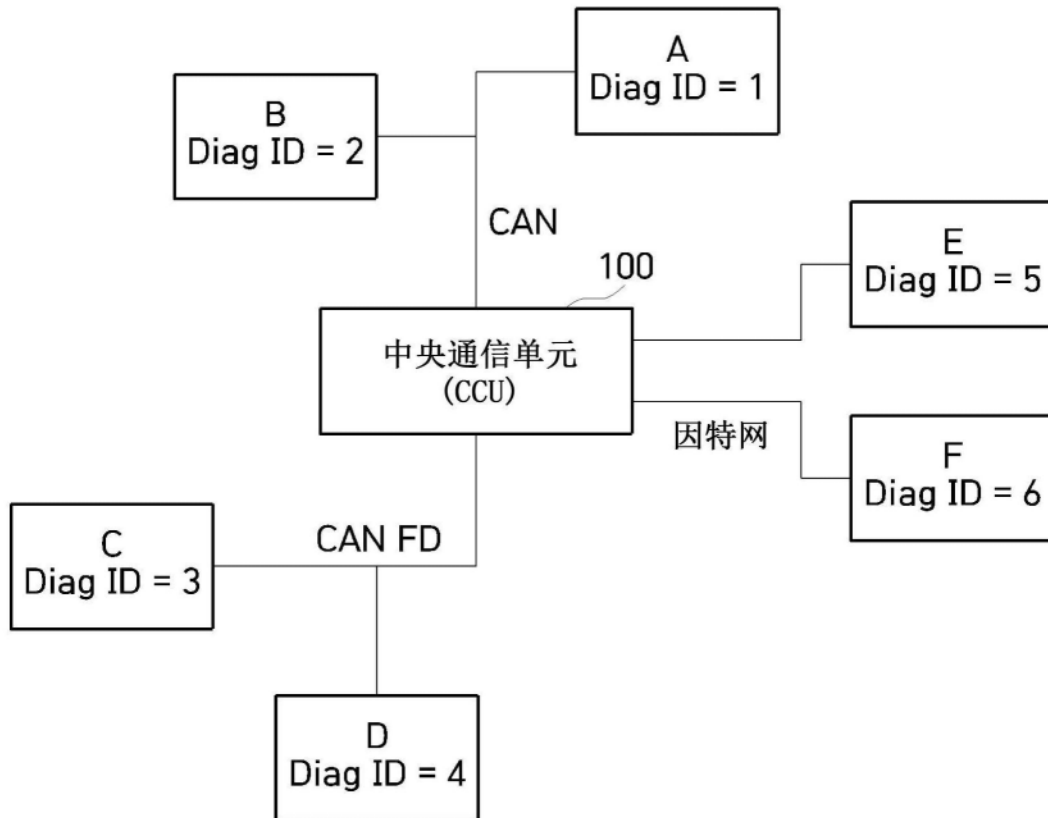 A
Diag ID = 1
B
Diag ID = 2
CAN
100
E
Diag ID = 5
中央通信单元
(CCU)
因特网
F
Diag ID = 6
C
Diag ID = 3
CAN FD
D
Diag ID = 4